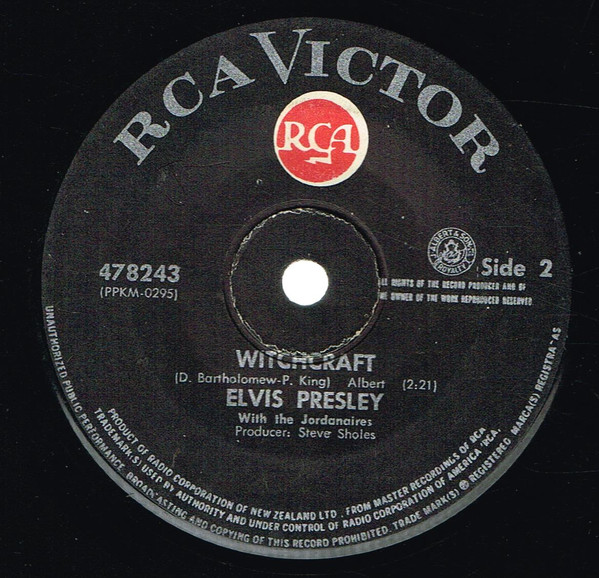 RCA VICTOR
RCA
ALBERT & SON
ROYALTY
478243
Side 2
(PPKM-0295)
ALL RIGHTS OF THE RECORD PRODUCER AND OF
THE OWNER OF THE WORK REPRODUCED RESERVED
WITCHCRAFT
(D. Bartholomew-P. King) Albert (2:21)
ELVIS PRESLEY
With the Jordanaires
Producer: Steve Sholes
PRODUCT OF RADIO CORPORATION OF NEW ZEALAND LTD., FROM MASTER RECORDINGS OF RCA
TRADEMARK(S) USED BY AUTHORITY AND UNDER CONTROL OF RADIO CORPORATION OF AMERICA 'RCA.
UNAUTHORIZED PUBLIC PERFORMANCE, BROADCASTING AND COPYING OF THIS RECORD PROHIBITED. TRADE MARK(S) ® REGISTERED MARCA(S) REGISTRADA(S)